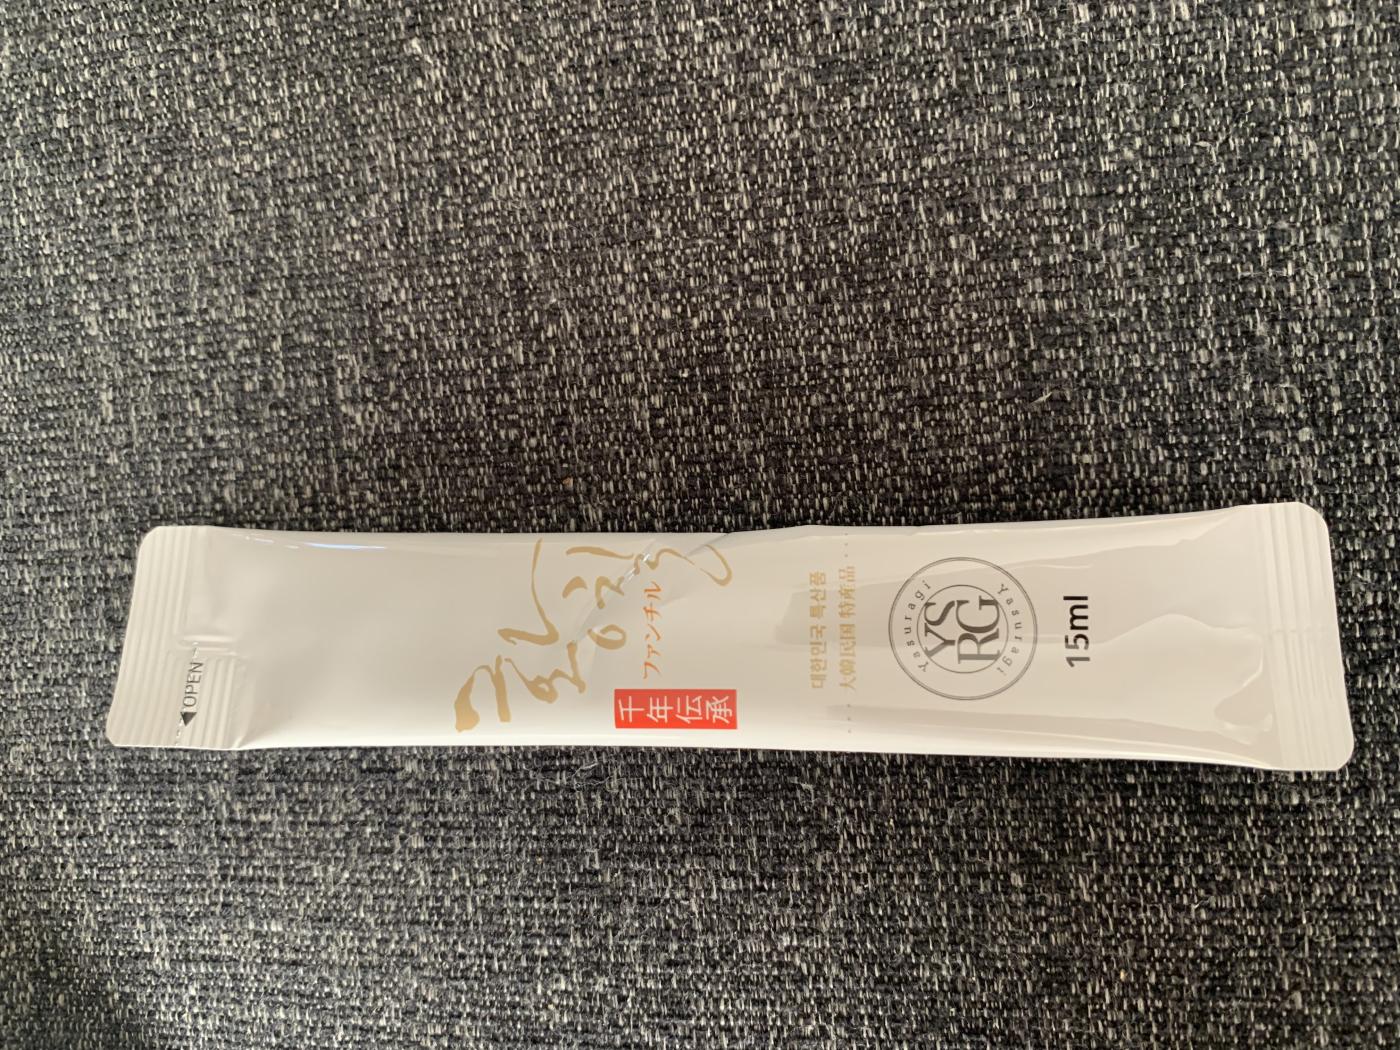 ◀OPEN
황칠
千年伝承
ファンチル
대한민국 특산품
大韓民国 特産品
Yasuragi
YS
RG
Yasuragi
15ml